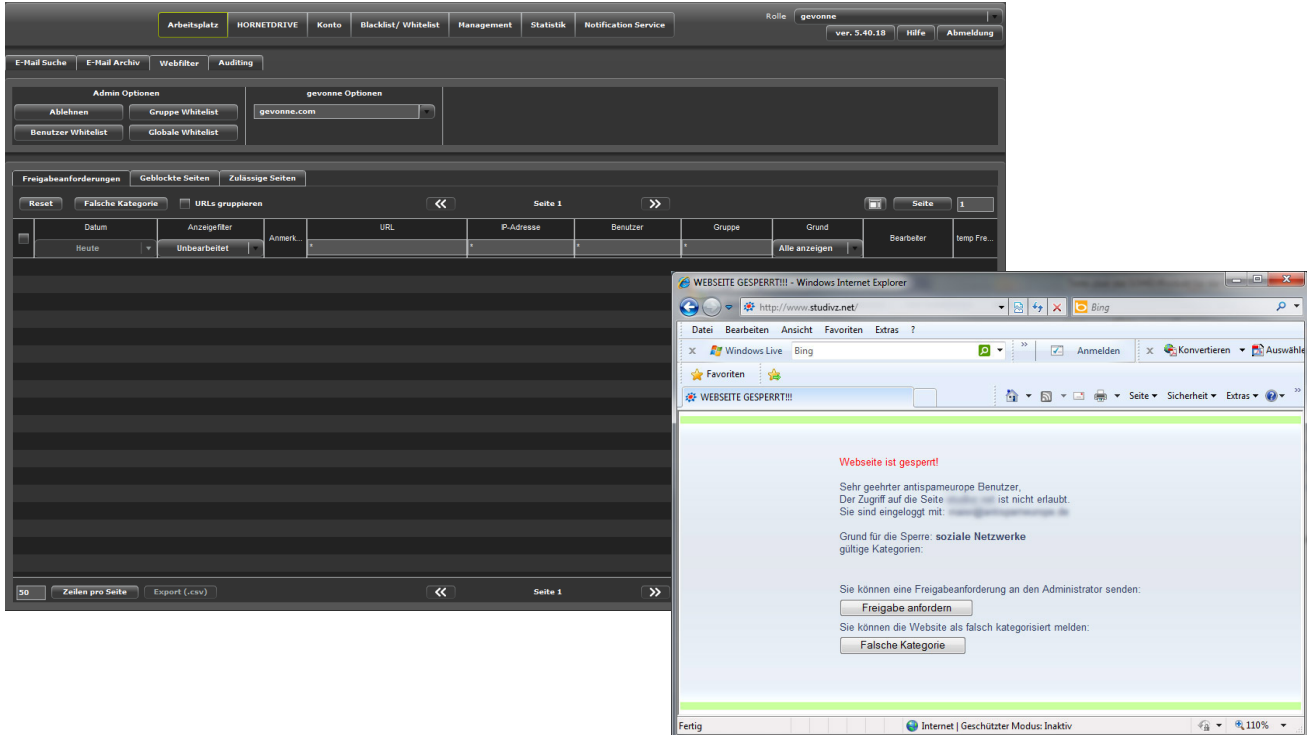 Rolle gevonne
Arbeitsplatz HORNETDRIVE Konto Blacklist/ Whitelist Management Statistik Notification Service
ver. 5.40.18 Hilfe Abmeldung
E-Mail Suche E-Mail Archiv Webfilter Auditing
Admin Optionen gevonne Optionen
Ablehnen Gruppe Whitelist gevonne.com
Benutzer Whitelist Globale Whitelist
Freigabeanforderungen Geblockte Seiten Zulässige Seiten
Reset Falsche Kategorie URLs gruppieren Seite 1 Seite 1
Datum Anzeigefilter Anmerk... URL IP-Adresse Benutzer Gruppe Grund Bearbeiter temp Fre...
Heute Unbearbeitet * * * * Alle anzeigen
50 Zeilen pro Seite Export (.csv) Seite 1
WEBSEITE GESPERRT!!! - Windows Internet Explorer
http://www.studivz.net/ Bing
Datei Bearbeiten Ansicht Favoriten Extras ?
x Windows Live Bing » Anmelden x Konvertieren Auswähle
Favoriten
WEBSEITE GESPERRT!!! Seite Sicherheit Extras »
Webseite ist gesperrt!
Sehr geehrter antispameurope Benutzer,
Der Zugriff auf die Seite ist nicht erlaubt.
Sie sind eingeloggt mit:
Grund für die Sperre: soziale Netzwerke
gültige Kategorien:
Sie können eine Freigabeanforderung an den Administrator senden:
Freigabe anfordern
Sie können die Website als falsch kategorisiert melden:
Falsche Kategorie
Fertig Internet | Geschützter Modus: Inaktiv 110%